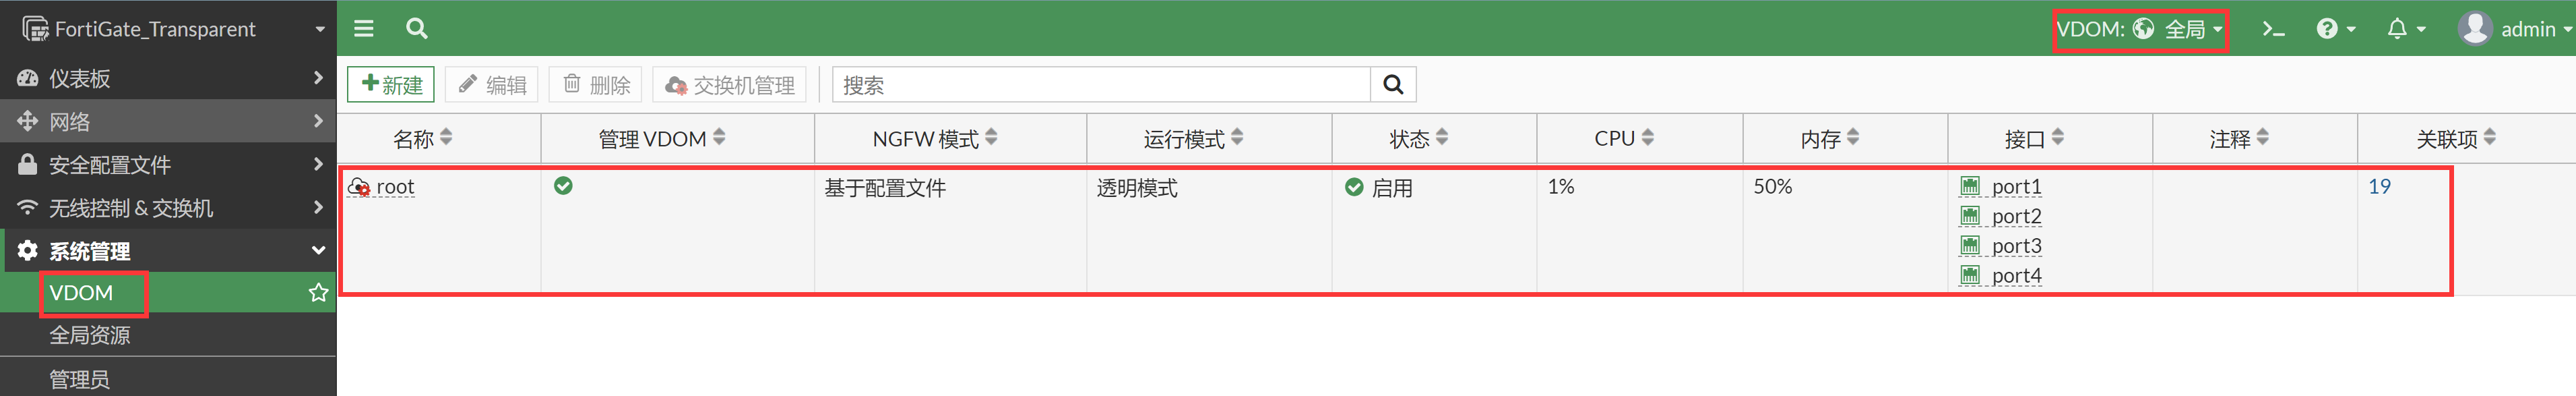 FortiGate_Transparent
VDOM: 全局
admin
仪表板
网络
安全配置文件
无线控制 & 交换机
系统管理
VDOM
全局资源
管理员
新建 编辑 删除 交换机管理 搜索
名称 管理 VDOM NGFW 模式 运行模式 状态 CPU 内存 接口 注释 关联项
root 基于配置文件 透明模式 启用 1% 50% port1 19
port2
port3
port4